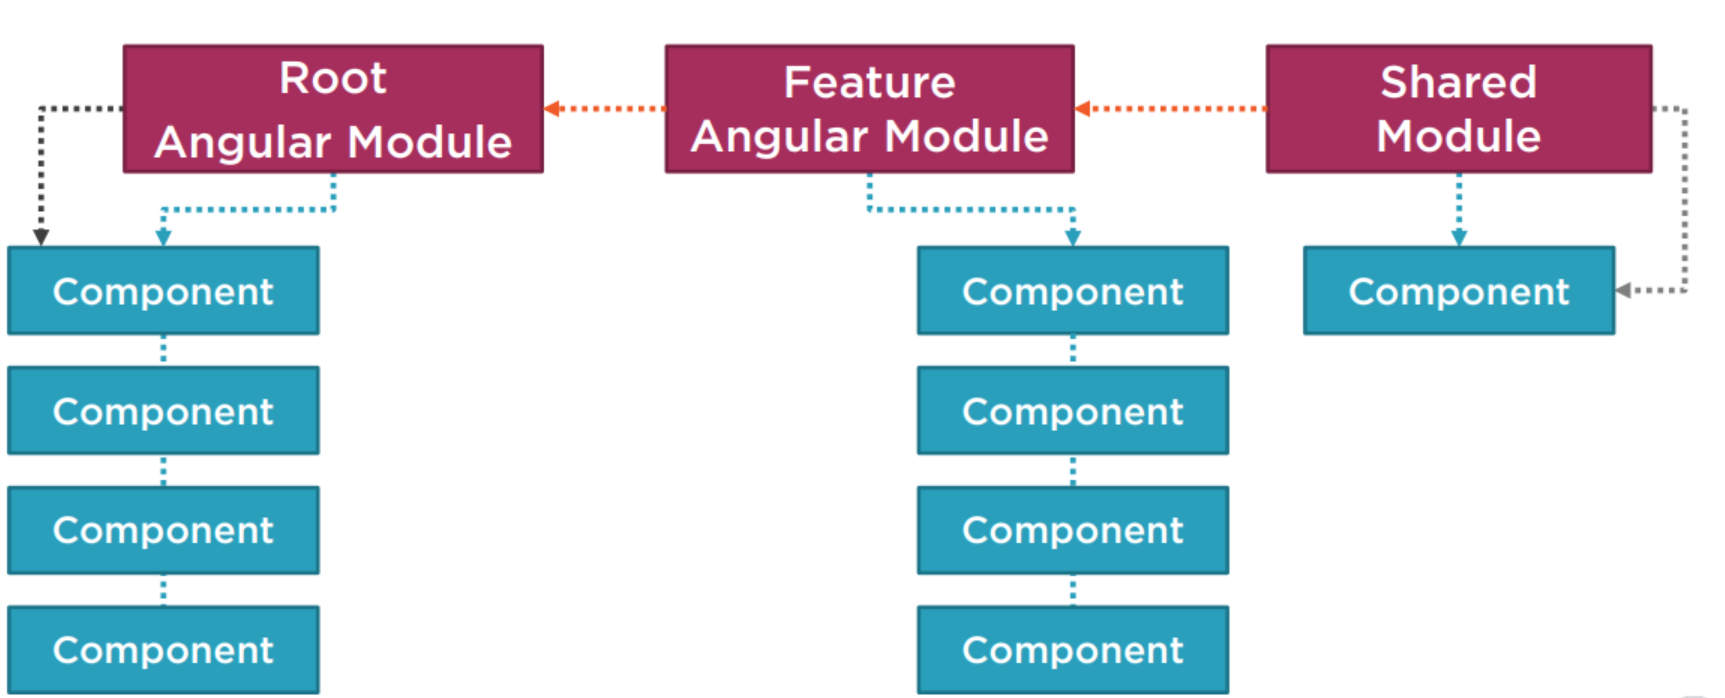 Root
Angular Module
Feature
Angular Module
Shared
Module
Component
Component
Component
Component
Component
Component
Component
Component
Component